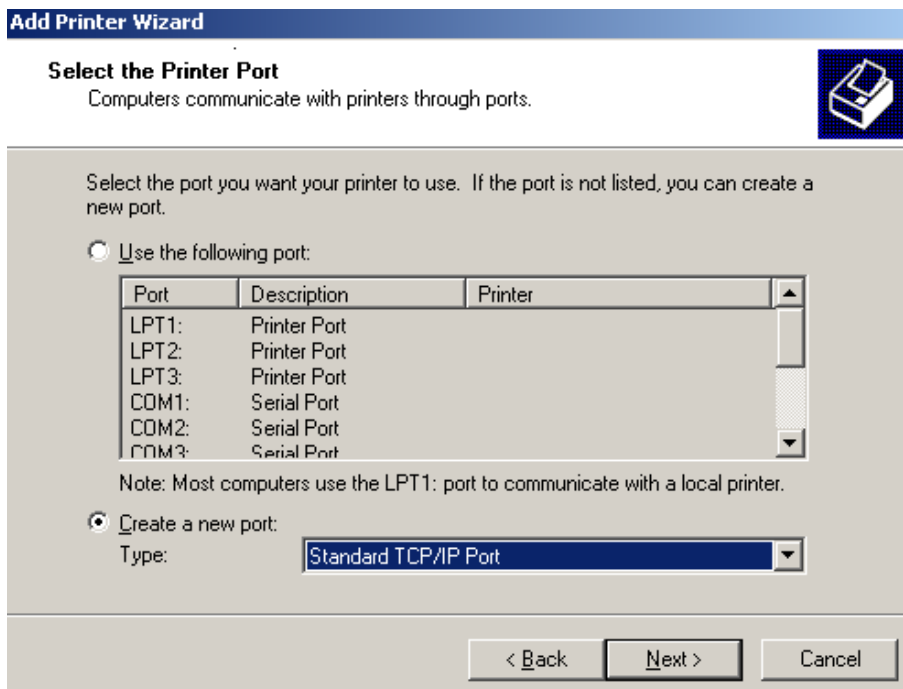 Add Printer Wizard
Select the Printer Port
Computers communicate with printers through ports.
Select the port you want your printer to use. If the port is not listed, you can create a
new port.
Use the following port:
Port Description Printer
LPT1: Printer Port
LPT2: Printer Port
LPT3: Printer Port
COM1: Serial Port
COM2: Serial Port
COM3: Serial Port
Note: Most computers use the LPT1: port to communicate with a local printer.
Create a new port:
Type: Standard TCP/IP Port
< Back Next > Cancel